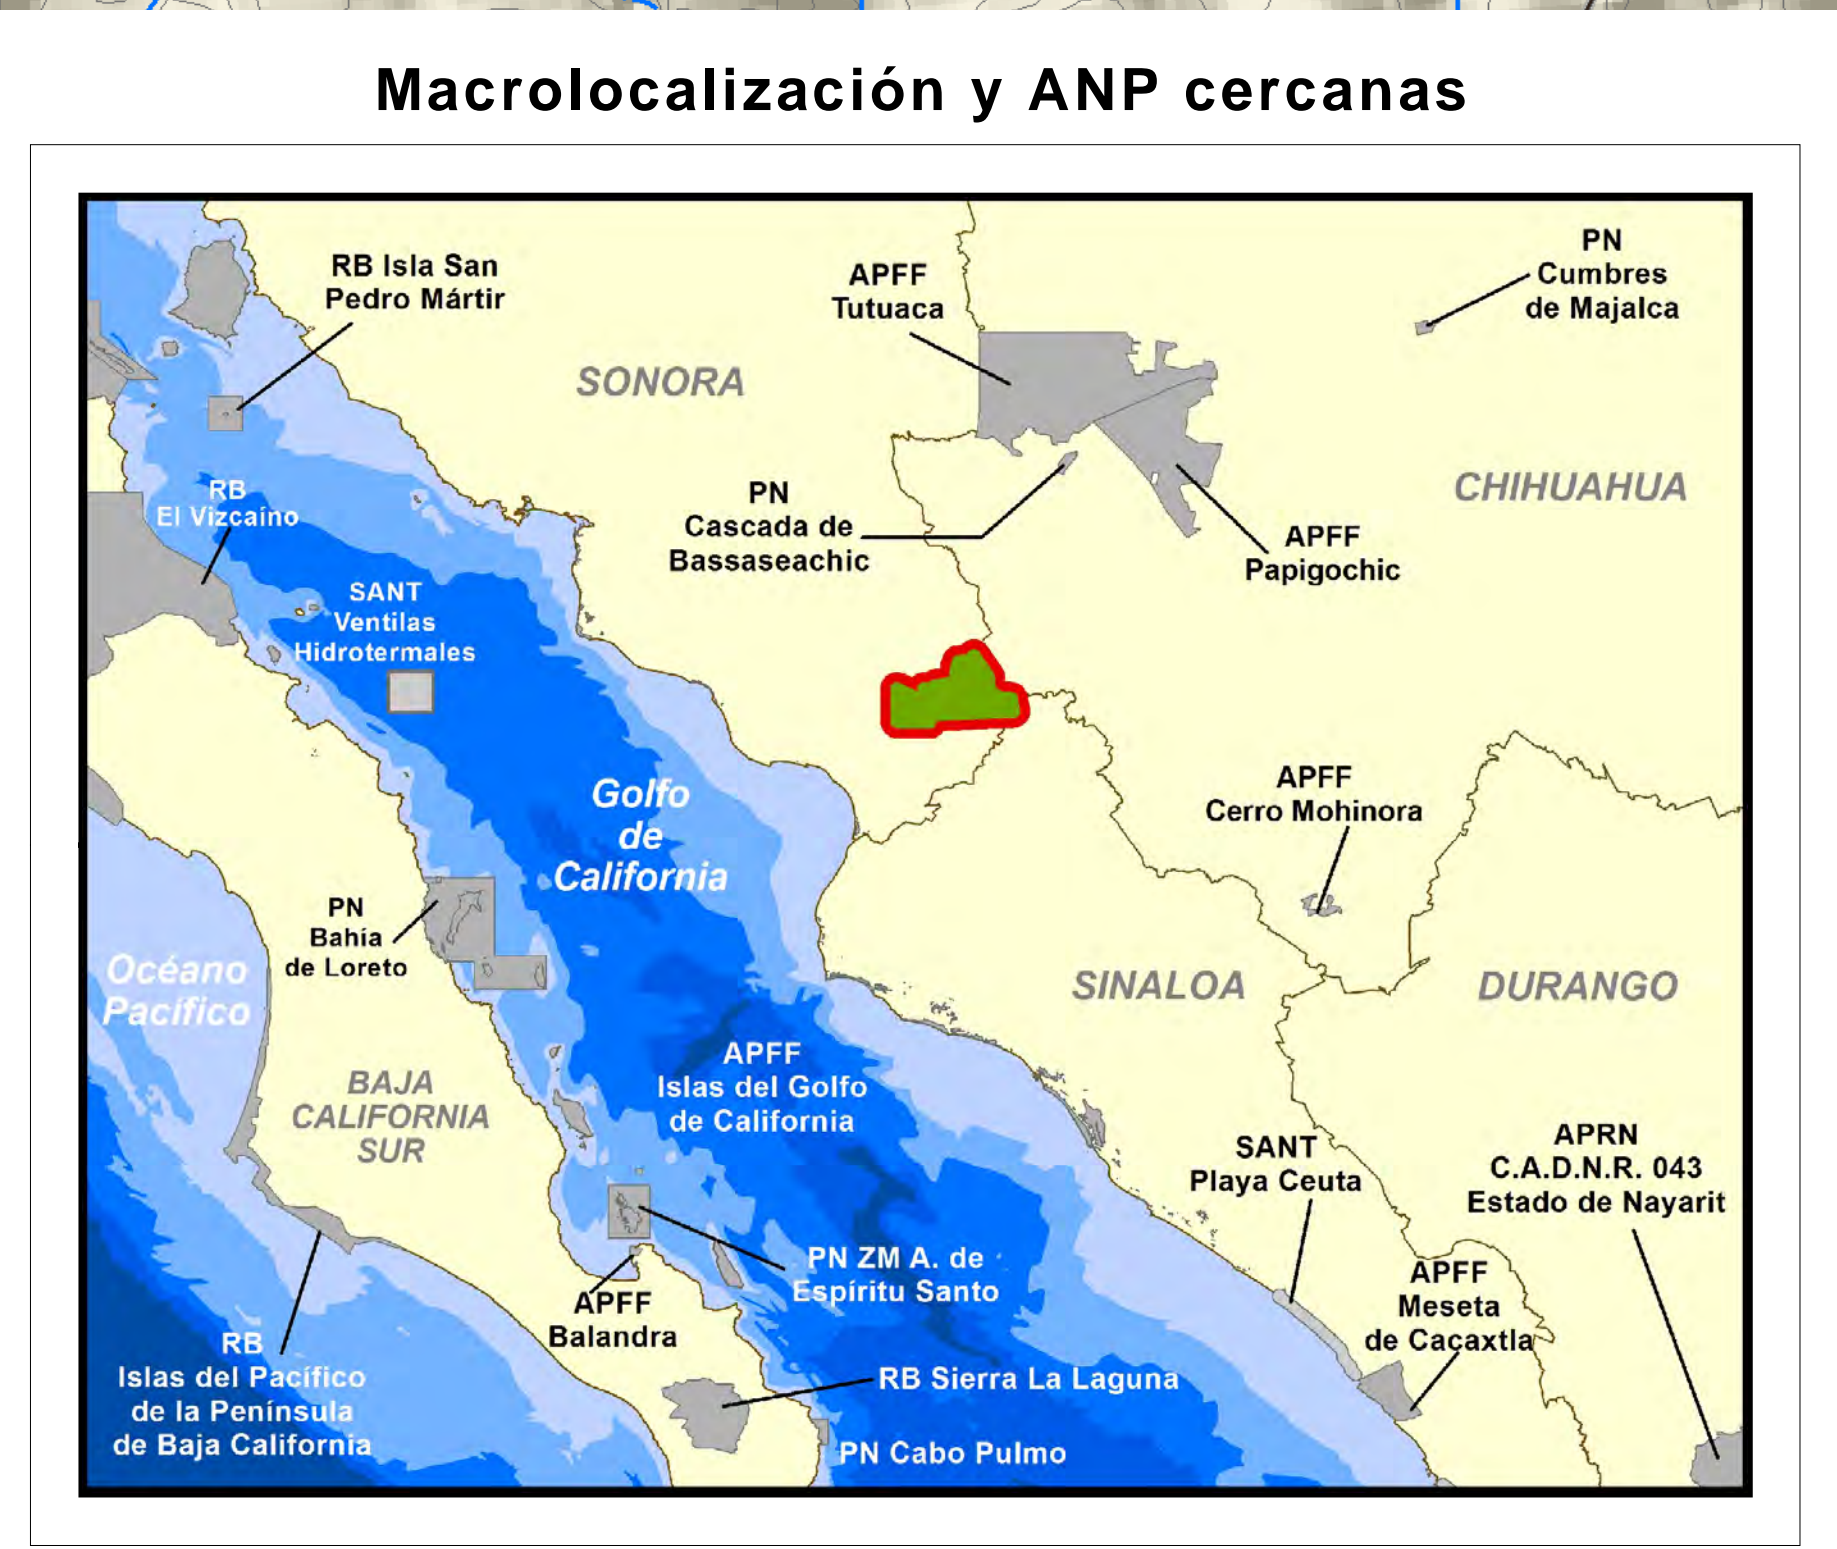 Macrolocalización y ANP cercanas
RB Isla San
Pedro Mártir
APFF
Tutuaca
PN
Cumbres
de Majalca
SONORA
CHIHUAHUA
RB
El Vizcaíno
PN
Cascada de
Bassaseachic
APFF
Papigochic
SANT
Ventilas
Hidrotermales
Golfo
de
California
APFF
Cerro Mohinora
PN
Bahía
de Loreto
Océano
Pacífico
SINALOA
DURANGO
BAJA
CALIFORNIA
SUR
APFF
Islas del Golfo
de California
SANT
Playa Ceuta
APRN
C.A.D.N.R. 043
Estado de Nayarit
PN ZM A. de
Espíritu Santo
APFF
Balandra
APFF
Meseta
de Cacaxtla
RB
Islas del Pacífico
de la Península
de Baja California
RB Sierra La Laguna
PN Cabo Pulmo